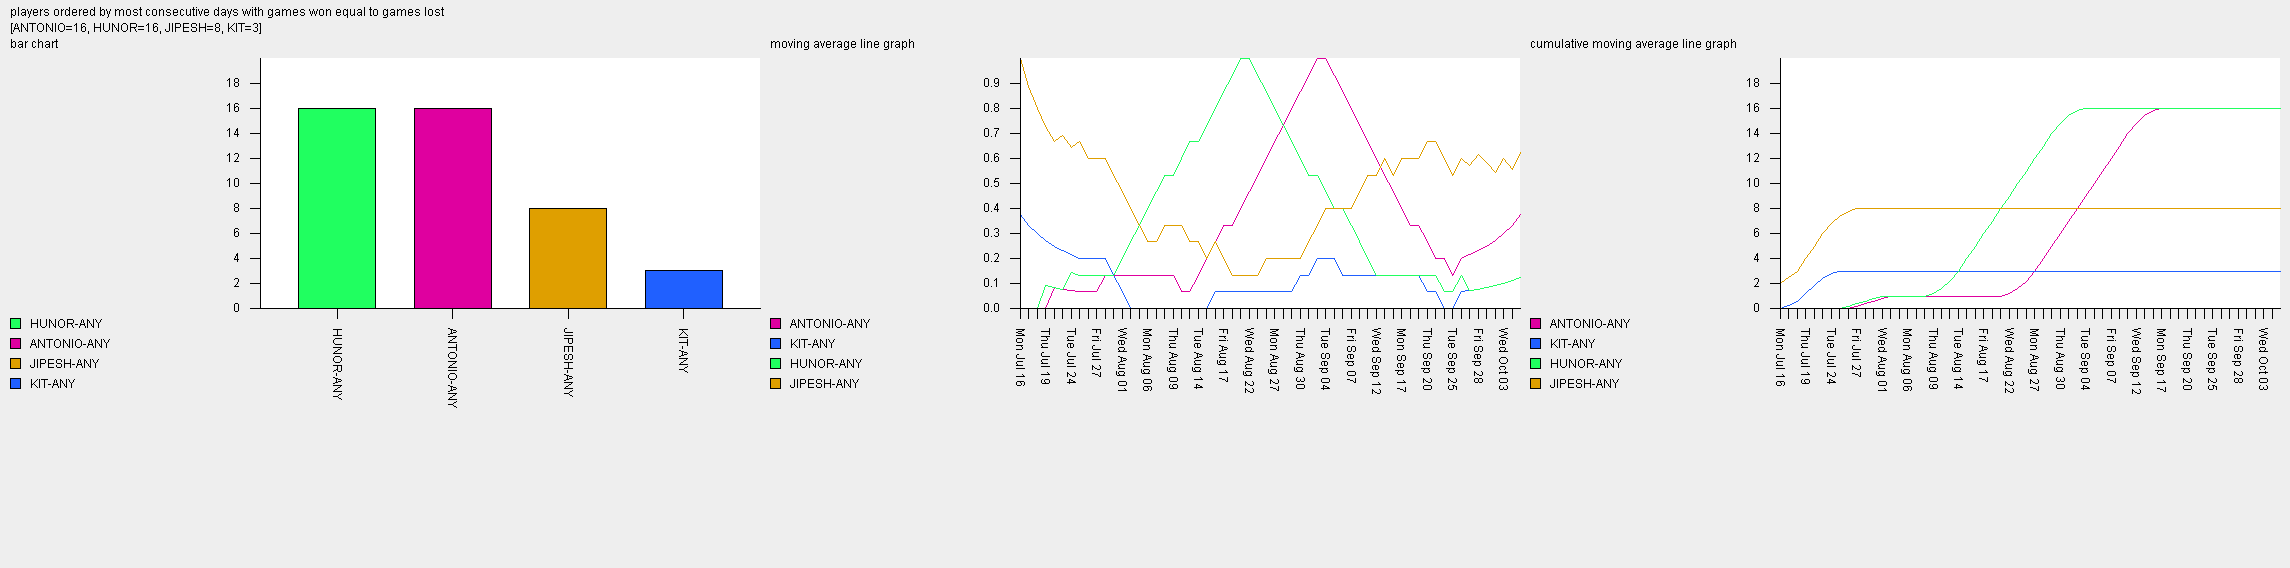 players ordered by most consecutive days with games won equal to games lost
[ANTONIO=16, HUNOR=16, JIPESH=8, KIT=3]
bar chart
18
16
14
12
10
8
6
4
2
0
HUNOR-ANY
ANTONIO-ANY
JIPESH-ANY
KIT-ANY
HUNOR-ANY
ANTONIO-ANY
JIPESH-ANY
KIT-ANY
moving average line graph
0.9
0.8
0.7
0.6
0.5
0.4
0.3
0.2
0.1
0.0
Mon Jul 16
Thu Jul 19
Tue Jul 24
Fri Jul 27
Wed Aug 01
Mon Aug 06
Thu Aug 09
Tue Aug 14
Fri Aug 17
Wed Aug 22
Mon Aug 27
Thu Aug 30
Tue Sep 04
Fri Sep 07
Wed Sep 12
Mon Sep 17
Thu Sep 20
Tue Sep 25
Fri Sep 28
Wed Oct 03
ANTONIO-ANY
KIT-ANY
HUNOR-ANY
JIPESH-ANY
cumulative moving average line graph
18
16
14
12
10
8
6
4
2
0
Mon Jul 16
Thu Jul 19
Tue Jul 24
Fri Jul 27
Wed Aug 01
Mon Aug 06
Thu Aug 09
Tue Aug 14
Fri Aug 17
Wed Aug 22
Mon Aug 27
Thu Aug 30
Tue Sep 04
Fri Sep 07
Wed Sep 12
Mon Sep 17
Thu Sep 20
Tue Sep 25
Fri Sep 28
Wed Oct 03
ANTONIO-ANY
KIT-ANY
HUNOR-ANY
JIPESH-ANY